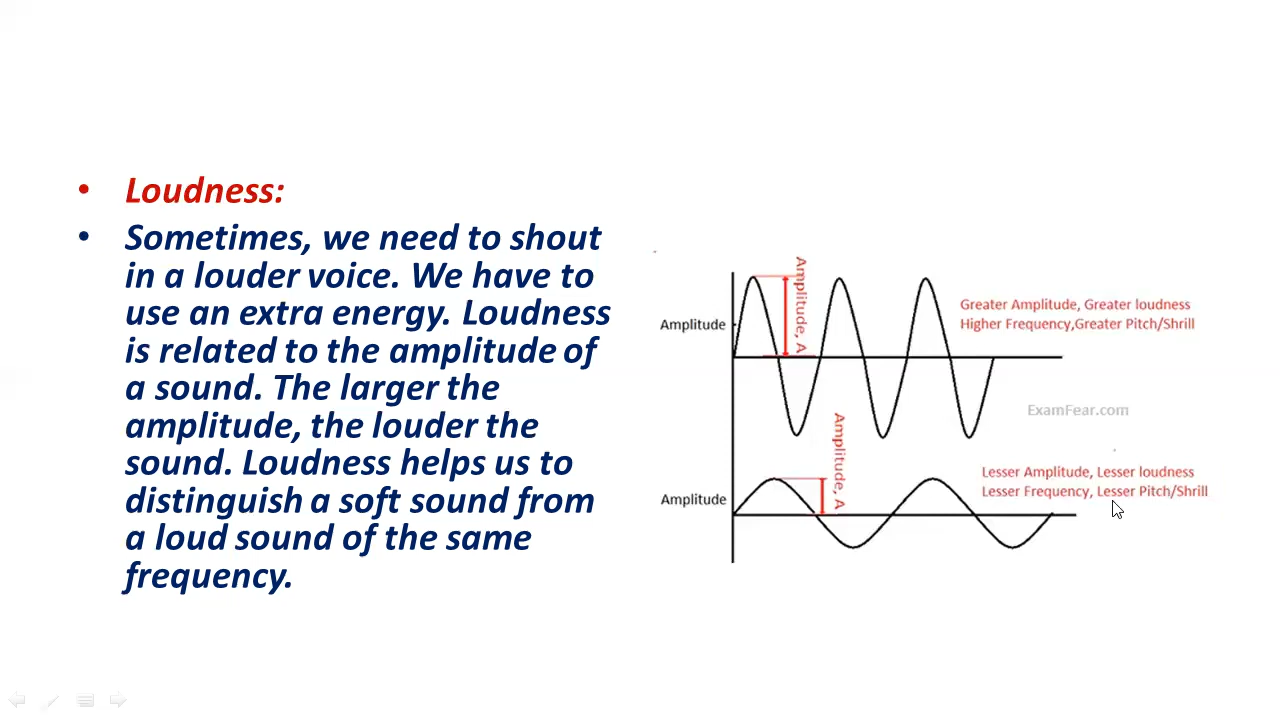 • Loudness:
• Sometimes, we need to shout
in a louder voice. We have to
use an extra energy. Loudness
is related to the amplitude of
a sound. The larger the
amplitude, the louder the
sound. Loudness helps us to
distinguish a soft sound from
a loud sound of the same
frequency.
Amplitude
Amplitude, A
Greater Amplitude, Greater loudness
Higher Frequency,Greater Pitch/Shrill
ExamFear.com
Amplitude
Amplitude, A
Lesser Amplitude, Lesser loudness
Lesser Frequency, Lesser Pitch/Shrill